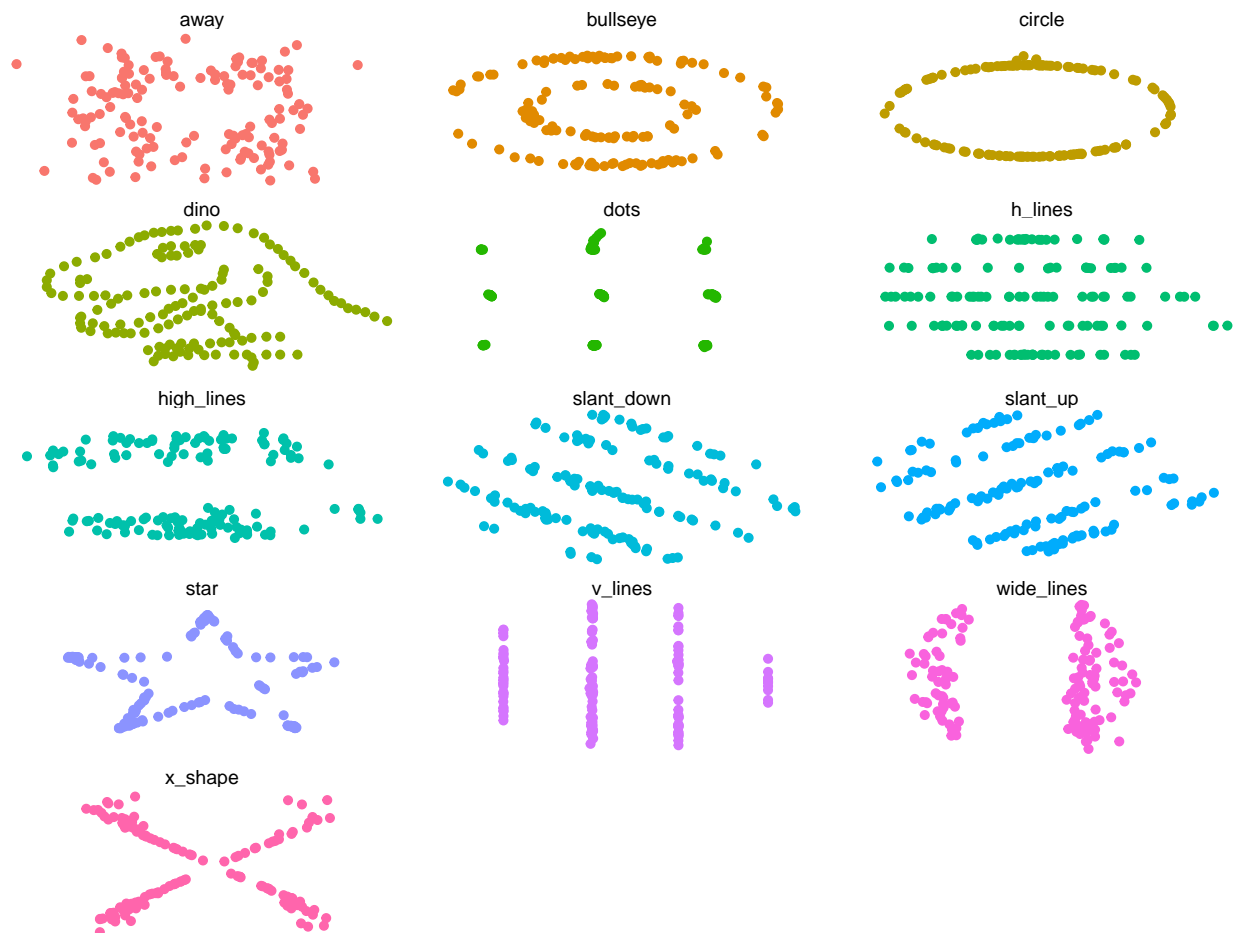 away
bullseye
circle
dino
dots
h_lines
high_lines
slant_down
slant_up
star
v_lines
wide_lines
x_shape